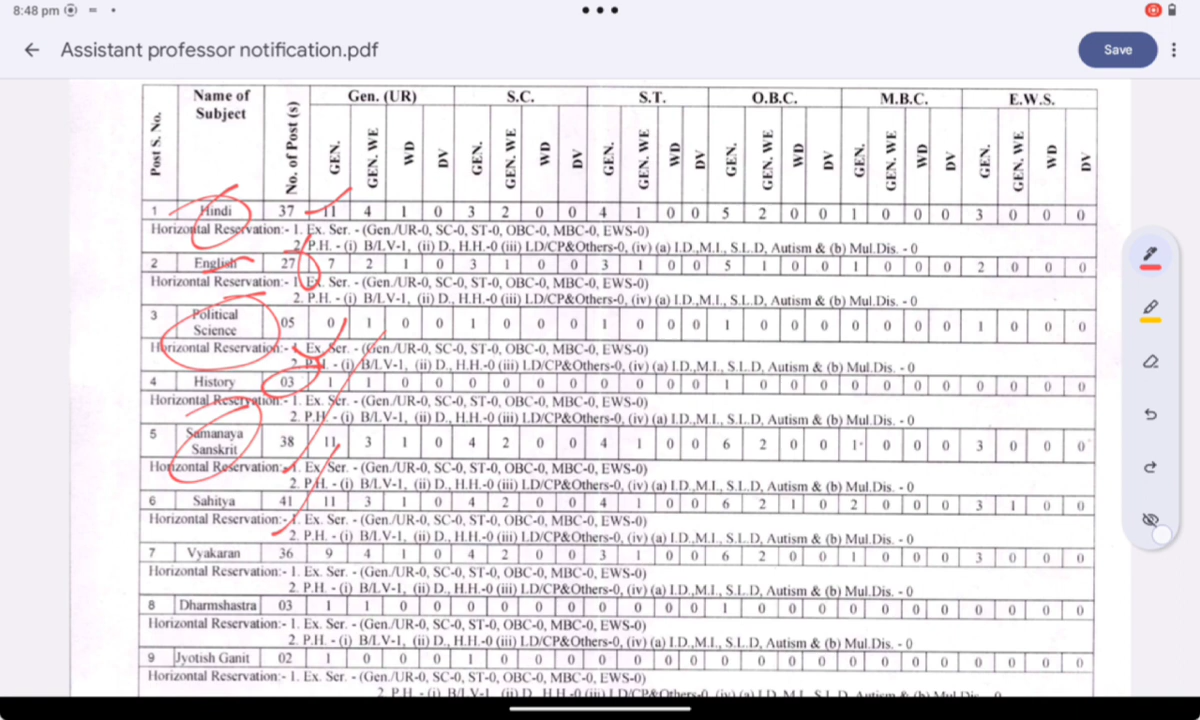 8:48 pm
Assistant professor notification.pdf
Save
Post S. No. Name of Subject No. of Post (s) Gen. (UR) S.C. S.T. O.B.C. M.B.C. E.W.S.
GEN. GEN. WE WD DV GEN. GEN. WE WD DV GEN. GEN. WE WD DV GEN. GEN. WE WD DV GEN. GEN. WE WD DV GEN. GEN. WE WD DV
1 Hindi 37 11 4 1 0 3 2 0 0 4 1 0 0 5 2 0 0 1 0 0 0 3 0 0 0
Horizontal Reservation:- 1. Ex. Ser. - (Gen./UR-0, SC-0, ST-0, OBC-0, MBC-0, EWS-0)
2. P.H. - (i) B/LV-1, (ii) D., H.H-0 (iii) LD/CP&Others-0, (iv) (a) I.D.,M.I., S.L.D, Autism & (b) Mul.Dis. - 0
2 English 27 7 2 1 0 3 1 0 0 3 1 0 0 5 1 0 0 1 0 0 0 2 0 0 0
Horizontal Reservation:- 1. Ex. Ser. - (Gen./UR-0, SC-0, ST-0, OBC-0, MBC-0, EWS-0)
2. P.H. - (i) B/LV-1, (ii) D., H.H.-0 (iii) LD/CP&Others-0, (iv) (a) I.D.,M.I., S.L.D, Autism & (b) Mul.Dis. - 0
3 Political Science 05 0 1 0 0 1 0 0 0 1 0 0 0 1 0 0 0 0 0 0 0 1 0 0 0
Horizontal Reservation:- 1. Ex. Ser. - (Gen./UR-0, SC-0, ST-0, OBC-0, MBC-0, EWS-0)
2. P.H. - (i) B/LV-1, (ii) D., H.H.-0 (iii) LD/CP&Others-0, (iv) (a) I.D.,M.I., S.L.D, Autism & (b) Mul.Dis. - 0
4 History 03 1 1 0 0 0 0 0 0 0 0 0 0 1 0 0 0 0 0 0 0 0 0 0 0
Horizontal Reservation:- 1. Ex. Ser. - (Gen./UR-0, SC-0, ST-0, OBC-0, MBC-0, EWS-0)
2. P.H. - (i) B/LV-1, (ii) D., H.H.-0 (iii) LD/CP&Others-0, (iv) (a) I.D.,M.I., S.L.D, Autism & (b) Mul.Dis. - 0
5 Samanaya Sanskrit 38 11 3 1 0 4 2 0 0 4 1 0 0 6 2 0 0 1 0 0 0 3 0 0 0
Horizontal Reservation:- 1. Ex. Ser. - (Gen./UR-0, SC-0, ST-0, OBC-0, MBC-0, EWS-0)
2. P.H. - (i) B/LV-1, (ii) D., H.H.-0 (iii) LD/CP&Others-0, (iv) (a) I.D.,M.I., S.L.D, Autism & (b) Mul.Dis. - 0
6 Sahitya 41 11 3 1 0 4 2 0 0 4 1 0 0 6 2 1 0 2 0 0 0 3 1 0 0
Horizontal Reservation:- 1. Ex. Ser. - (Gen./UR-0, SC-0, ST-0, OBC-0, MBC-0, EWS-0)
2. P.H. - (i) B/LV-1, (ii) D., H.H.-0 (iii) LD/CP&Others-0, (iv) (a) I.D.,M.I., S.L.D, Autism & (b) Mul.Dis. - 0
7 Vyakaran 36 9 4 1 0 4 2 0 0 3 1 0 0 6 2 0 0 1 0 0 0 3 0 0 0
Horizontal Reservation:- 1. Ex. Ser. - (Gen./UR-0, SC-0, ST-0, OBC-0, MBC-0, EWS-0)
2. P.H. - (i) B/LV-1, (ii) D., H.H.-0 (iii) LD/CP&Others-0, (iv) (a) I.D.,M.I., S.L.D, Autism & (b) Mul.Dis. - 0
8 Dharmshastra 03 1 1 0 0 0 0 0 0 0 0 0 0 1 0 0 0 0 0 0 0 0 0 0 0
Horizontal Reservation:- 1. Ex. Ser. - (Gen./UR-0, SC-0, ST-0, OBC-0, MBC-0, EWS-0)
2. P.H. - (i) B/LV-1, (ii) D., H.H.-0 (iii) LD/CP&Others-0, (iv) (a) I.D.,M.I., S.L.D, Autism & (b) Mul.Dis. - 0
9 Jyotish Ganit 02 1 0 0 0 1 0 0 0 0 0 0 0 0 0 0 0 0 0 0 0 0 0 0 0
Horizontal Reservation:- 1. Ex. Ser. - (Gen./UR-0, SC-0, ST-0, OBC-0, MBC-0, EWS-0)